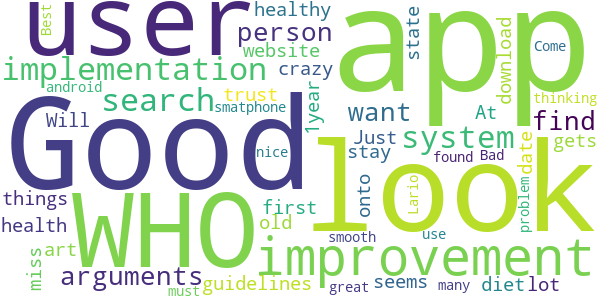 user app
Best healthy state
person
implementation website download Come
android crazy
search trust smatphone 1year thinking
Good Will want At find
nice Just system date gets
stay found Bad
look
things WHO first onto Lario problem
health old smooth use
art improvement
miss arguments guidelines seems diet lot
must great many